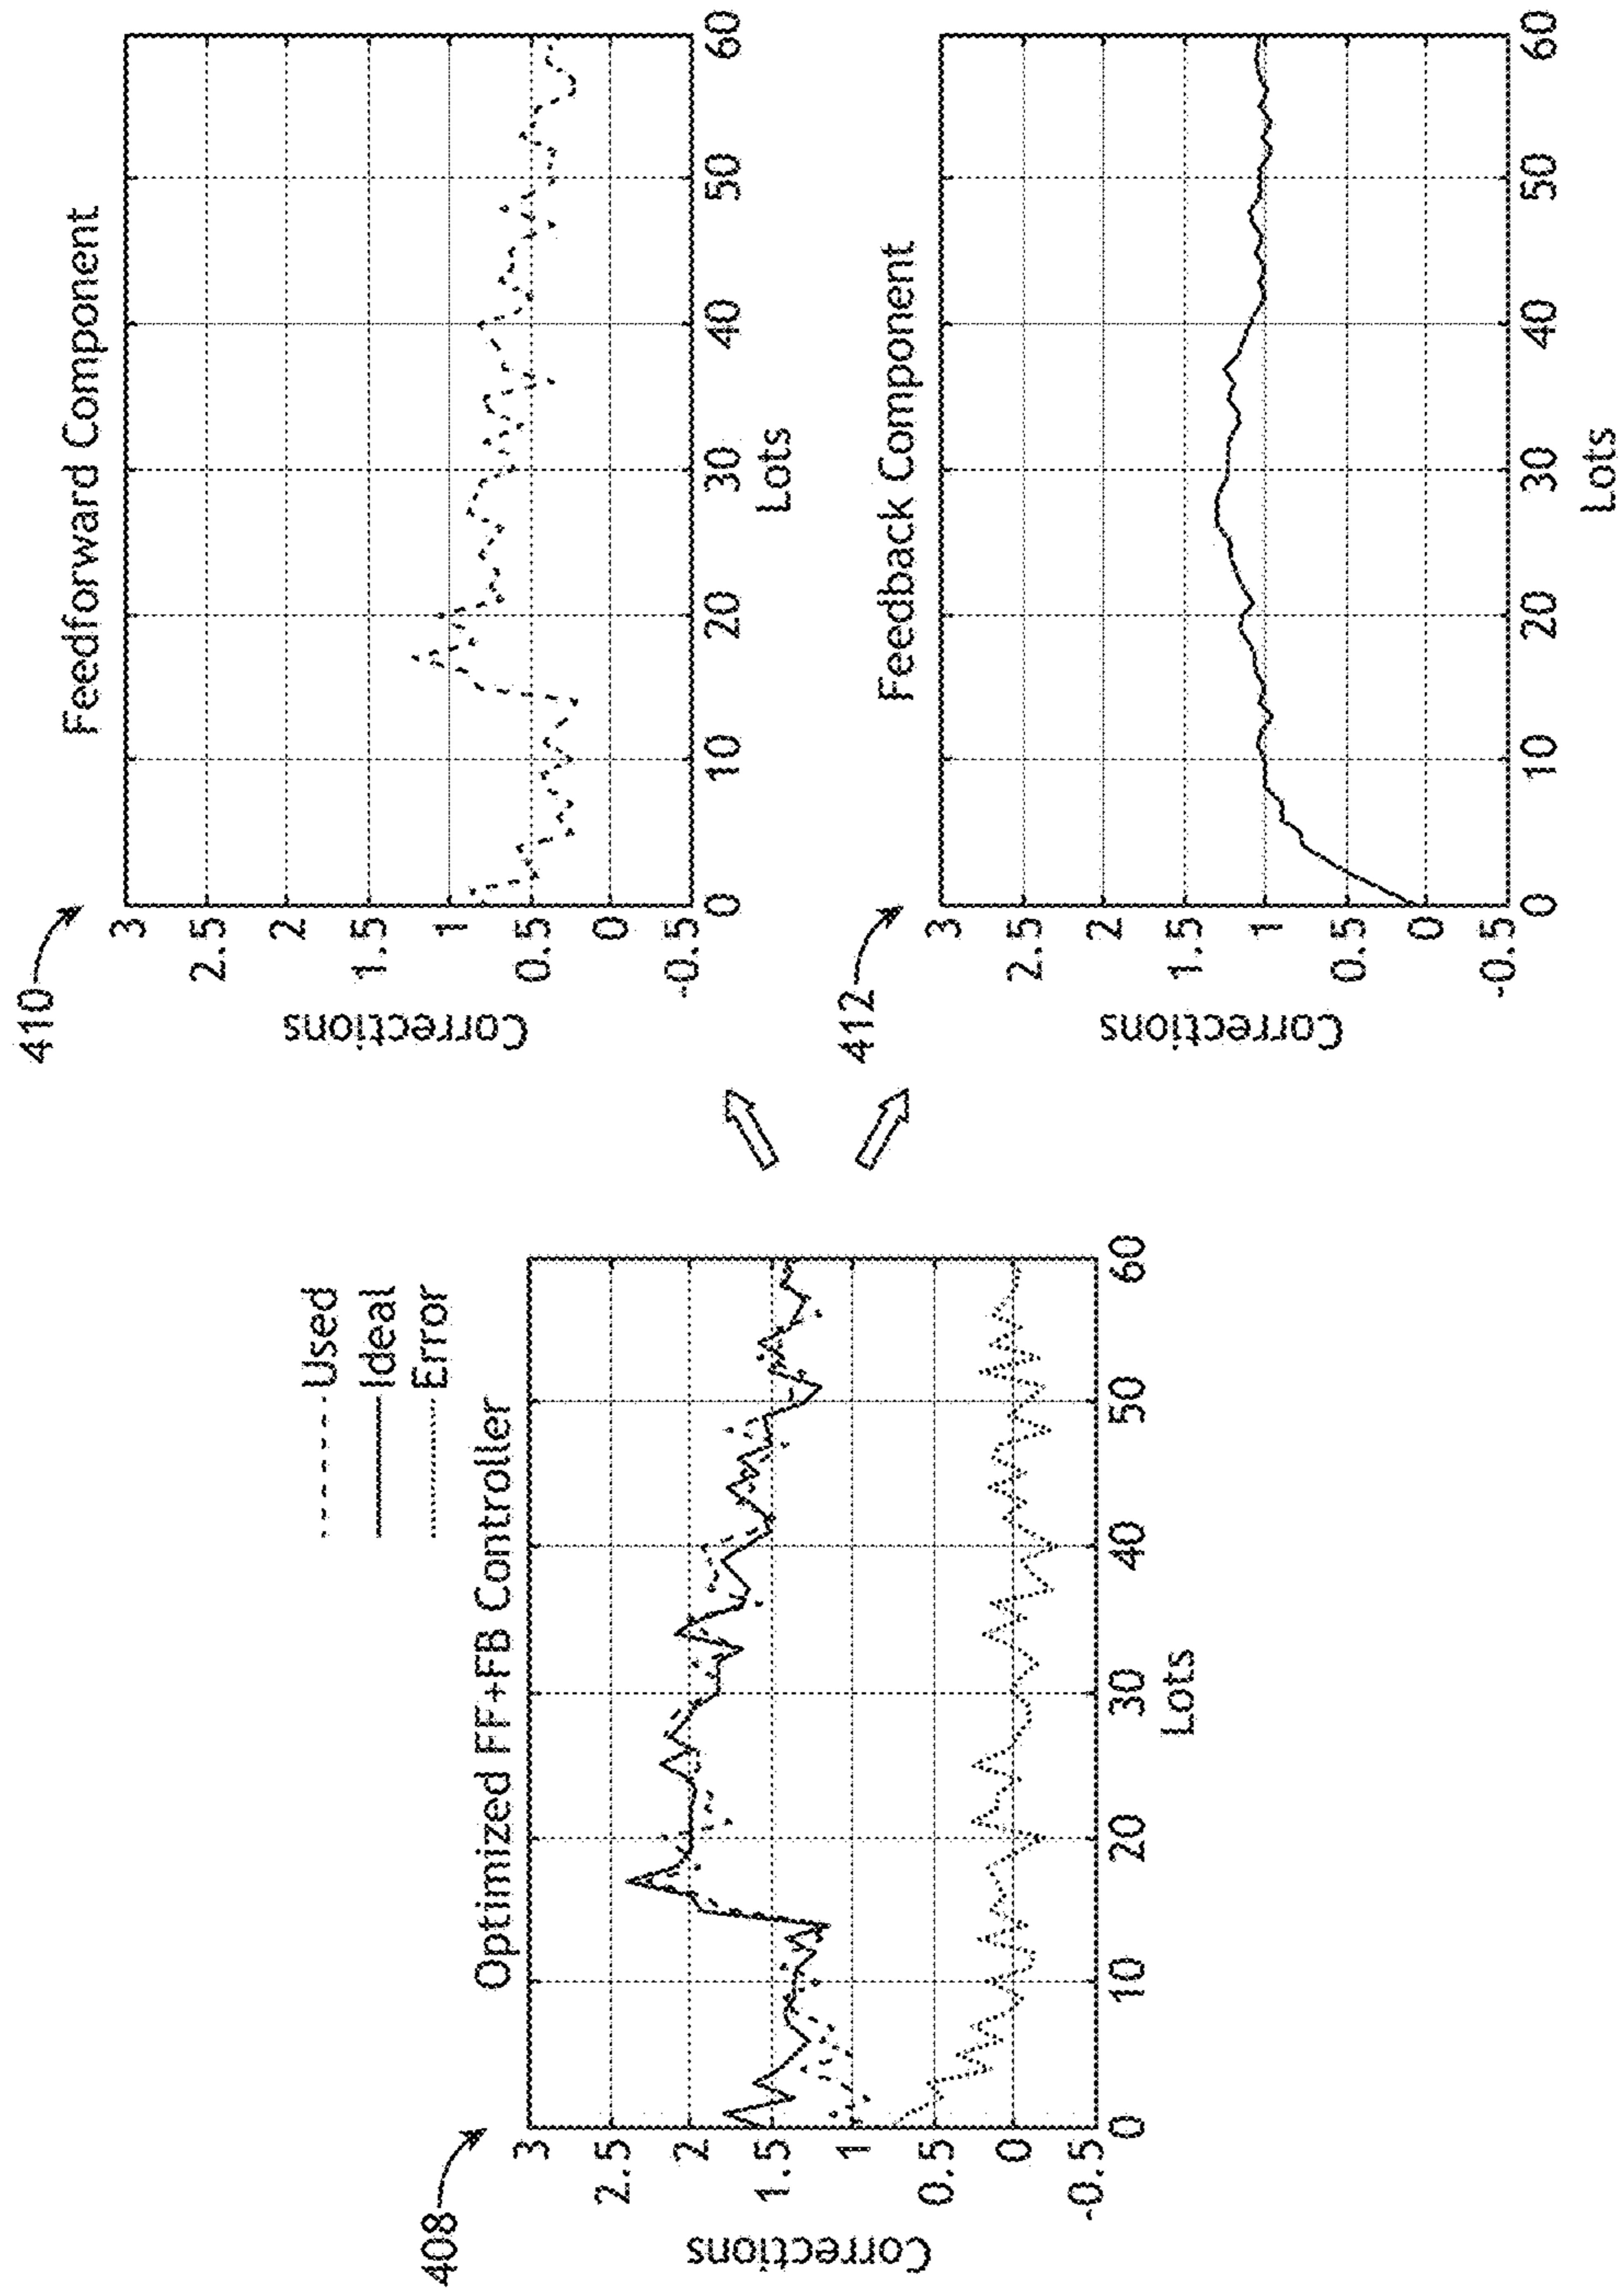 408
Optimized FF+FB Controller
Used
Ideal
Error
Corrections
3
2.5
2
1.5
1
0.5
0
-0.5
0 10 20 30 40 50 60
Lots
410
Feedforward Component
Corrections
3
2.5
2
1.5
1
0.5
0
-0.5
0 10 20 30 40 50 60
Lots
412
Feedback Component
Corrections
3
2.5
2
1.5
1
0.5
0
-0.5
0 10 20 30 40 50 60
Lots